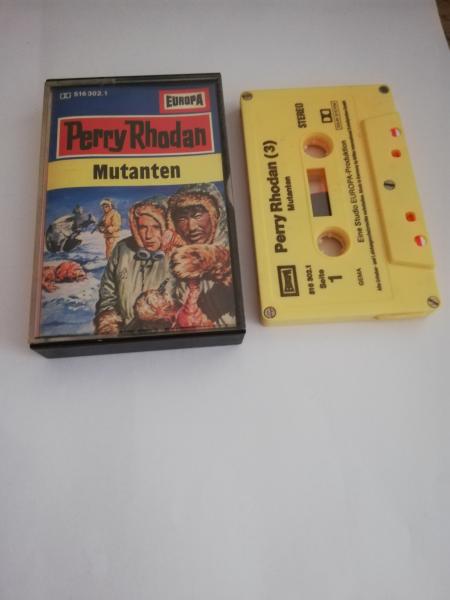 516 302.1
EUROPA
Perry Rhodan
Mutanten
STEREO
Perry Rhodan (3)
Mutanten
Eine Studio EUROPA-Produktion
EUROPA
516 302.1
Seite
1
GEMA